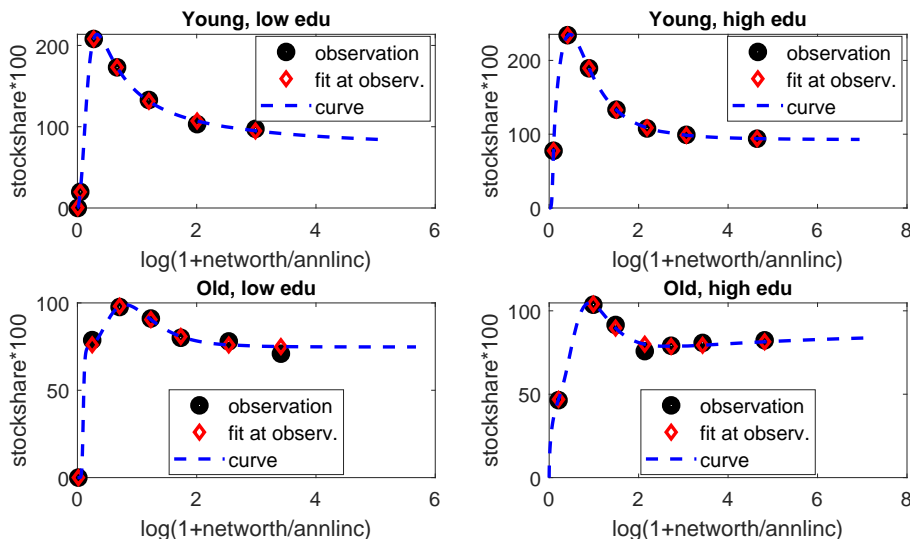 Young, low edu
stockshare*100
200
100
0
observation
fit at observ.
curve
0 2 4 6
log(1+networth/annlinc)
Young, high edu
stockshare*100
200
100
0
observation
fit at observ.
curve
0 2 4 6 8
log(1+networth/annlinc)
Old, low edu
stockshare*100
100
50
0
observation
fit at observ.
curve
0 2 4 6
log(1+networth/annlinc)
Old, high edu
stockshare*100
100
50
0
observation
fit at observ.
curve
0 2 4 6 8
log(1+networth/annlinc)